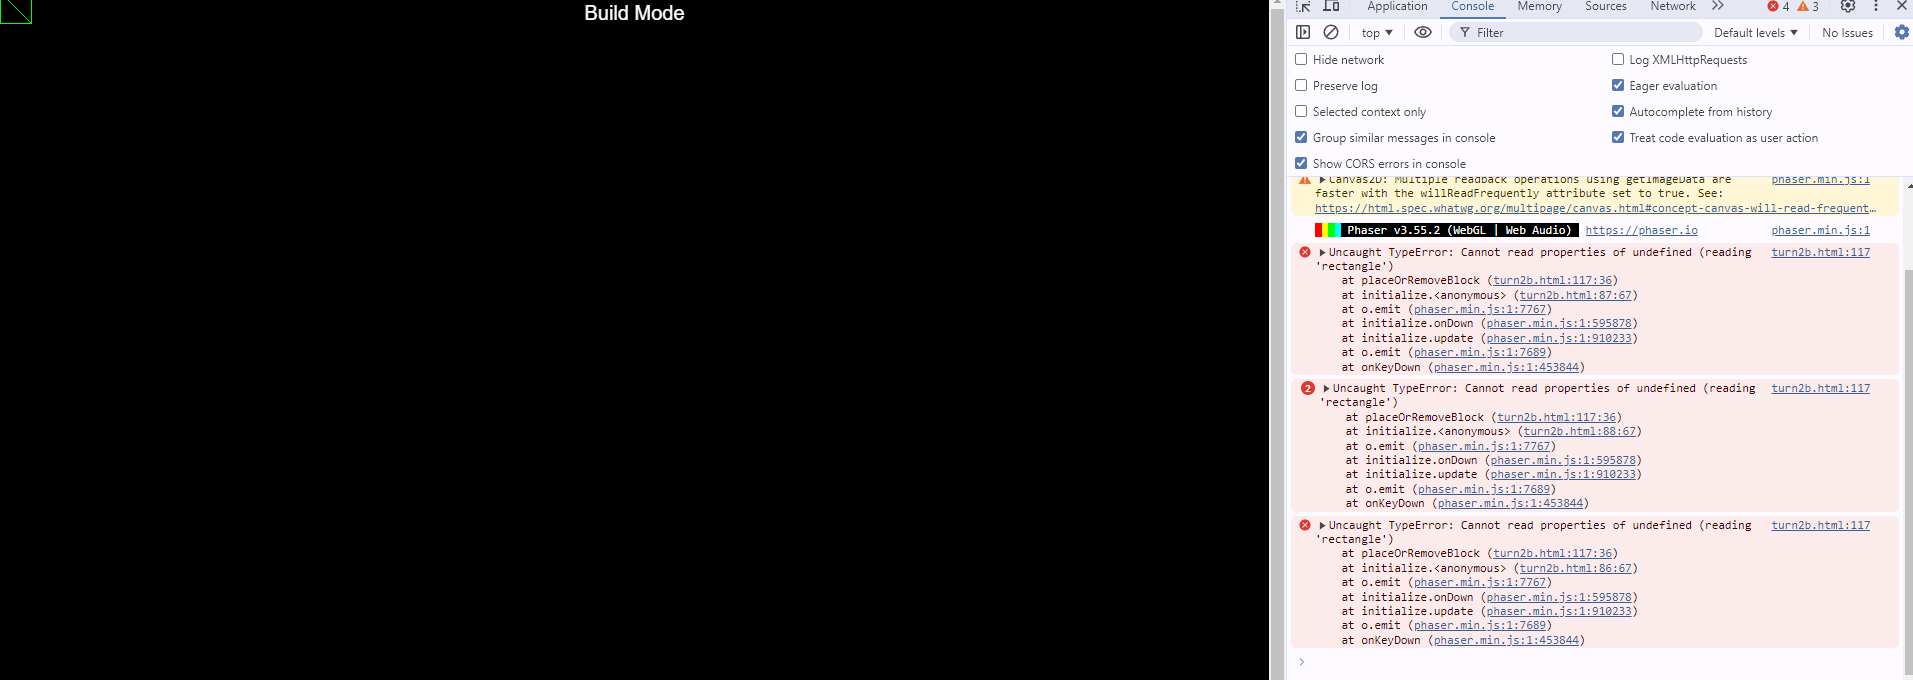 Build Mode
Application Console Memory Sources Network 4 3
top Filter Default levels No Issues
Hide network Log XMLHttpRequests
Preserve log Eager evaluation
Selected context only Autocomplete from history
Group similar messages in console Treat code evaluation as user action
Show CORS errors in console
Canvas2D: Multiple readback operations using getImageData are phaser.min.js:1
faster with the willReadFrequently attribute set to true. See:
https://html.spec.whatwg.org/multipage/canvas.html#concept-canvas-will-read-frequent…
Phaser v3.55.2 (WebGL | Web Audio) https://phaser.io phaser.min.js:1
Uncaught TypeError: Cannot read properties of undefined (reading turn2b.html:117
'rectangle')
at placeOrRemoveBlock (turn2b.html:117:36)
at initialize.<anonymous> (turn2b.html:87:67)
at o.emit (phaser.min.js:1:7767)
at initialize.onDown (phaser.min.js:1:595878)
at initialize.update (phaser.min.js:1:910233)
at o.emit (phaser.min.js:1:7689)
at onKeyDown (phaser.min.js:1:453844)
2 Uncaught TypeError: Cannot read properties of undefined (reading turn2b.html:117
'rectangle')
at placeOrRemoveBlock (turn2b.html:117:36)
at initialize.<anonymous> (turn2b.html:88:67)
at o.emit (phaser.min.js:1:7767)
at initialize.onDown (phaser.min.js:1:595878)
at initialize.update (phaser.min.js:1:910233)
at o.emit (phaser.min.js:1:7689)
at onKeyDown (phaser.min.js:1:453844)
Uncaught TypeError: Cannot read properties of undefined (reading turn2b.html:117
'rectangle')
at placeOrRemoveBlock (turn2b.html:117:36)
at initialize.<anonymous> (turn2b.html:86:67)
at o.emit (phaser.min.js:1:7767)
at initialize.onDown (phaser.min.js:1:595878)
at initialize.update (phaser.min.js:1:910233)
at o.emit (phaser.min.js:1:7689)
at onKeyDown (phaser.min.js:1:453844)